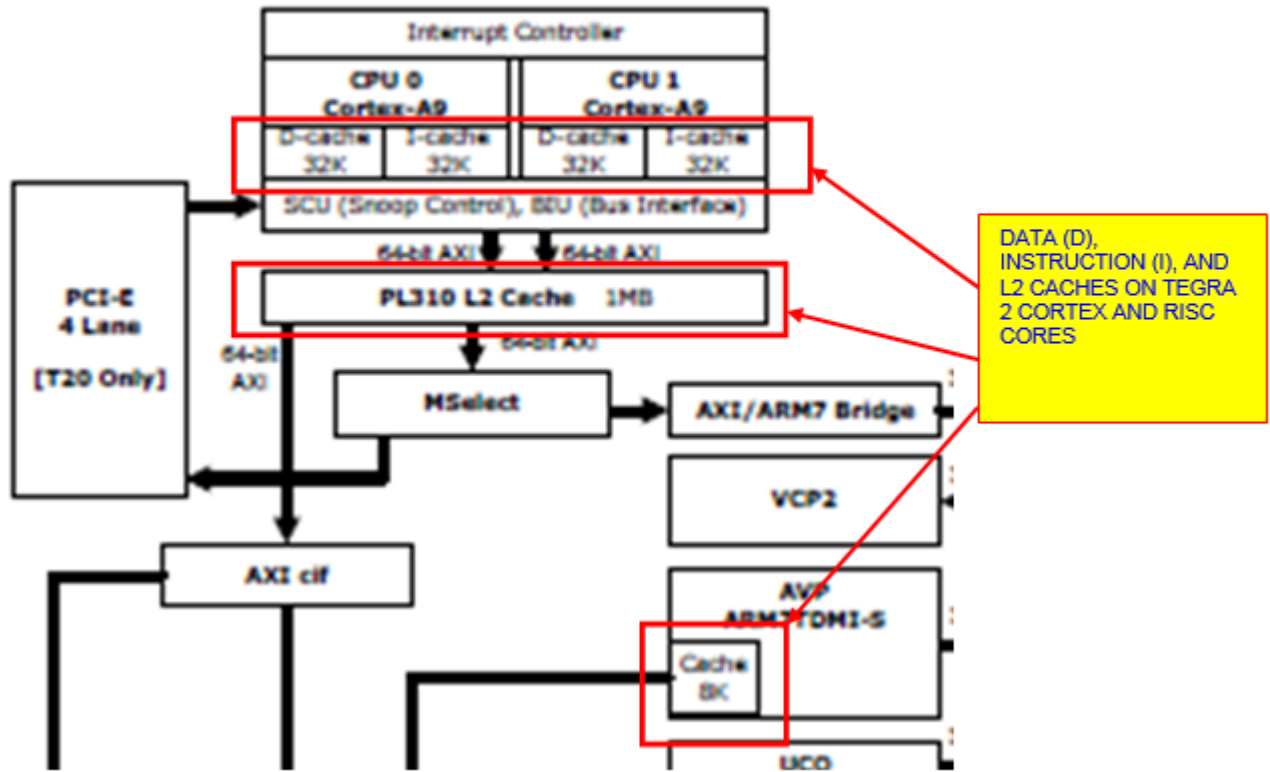 Interrupt Controller
CPU 0
Cortex-A9
CPU 1
Cortex-A9
D-cache
32K
I-cache
32K
D-cache
32K
I-cache
32K
SCU (Snoop Control), BIU (Bus Interface)
64-bit AXI
64-bit AXI
PL310 L2 Cache 1MB
64-bit
AXI
64-bit AXI
PCI-E
4 Lane
[T20 Only]
MSelect
AXI/ARM7 Bridge
VCP2
AXI cif
AVP
ARM7TDMI-S
Cache
8K
DATA (D),
INSTRUCTION (I), AND
L2 CACHES ON TEGRA
2 CORTEX AND RISC
CORES